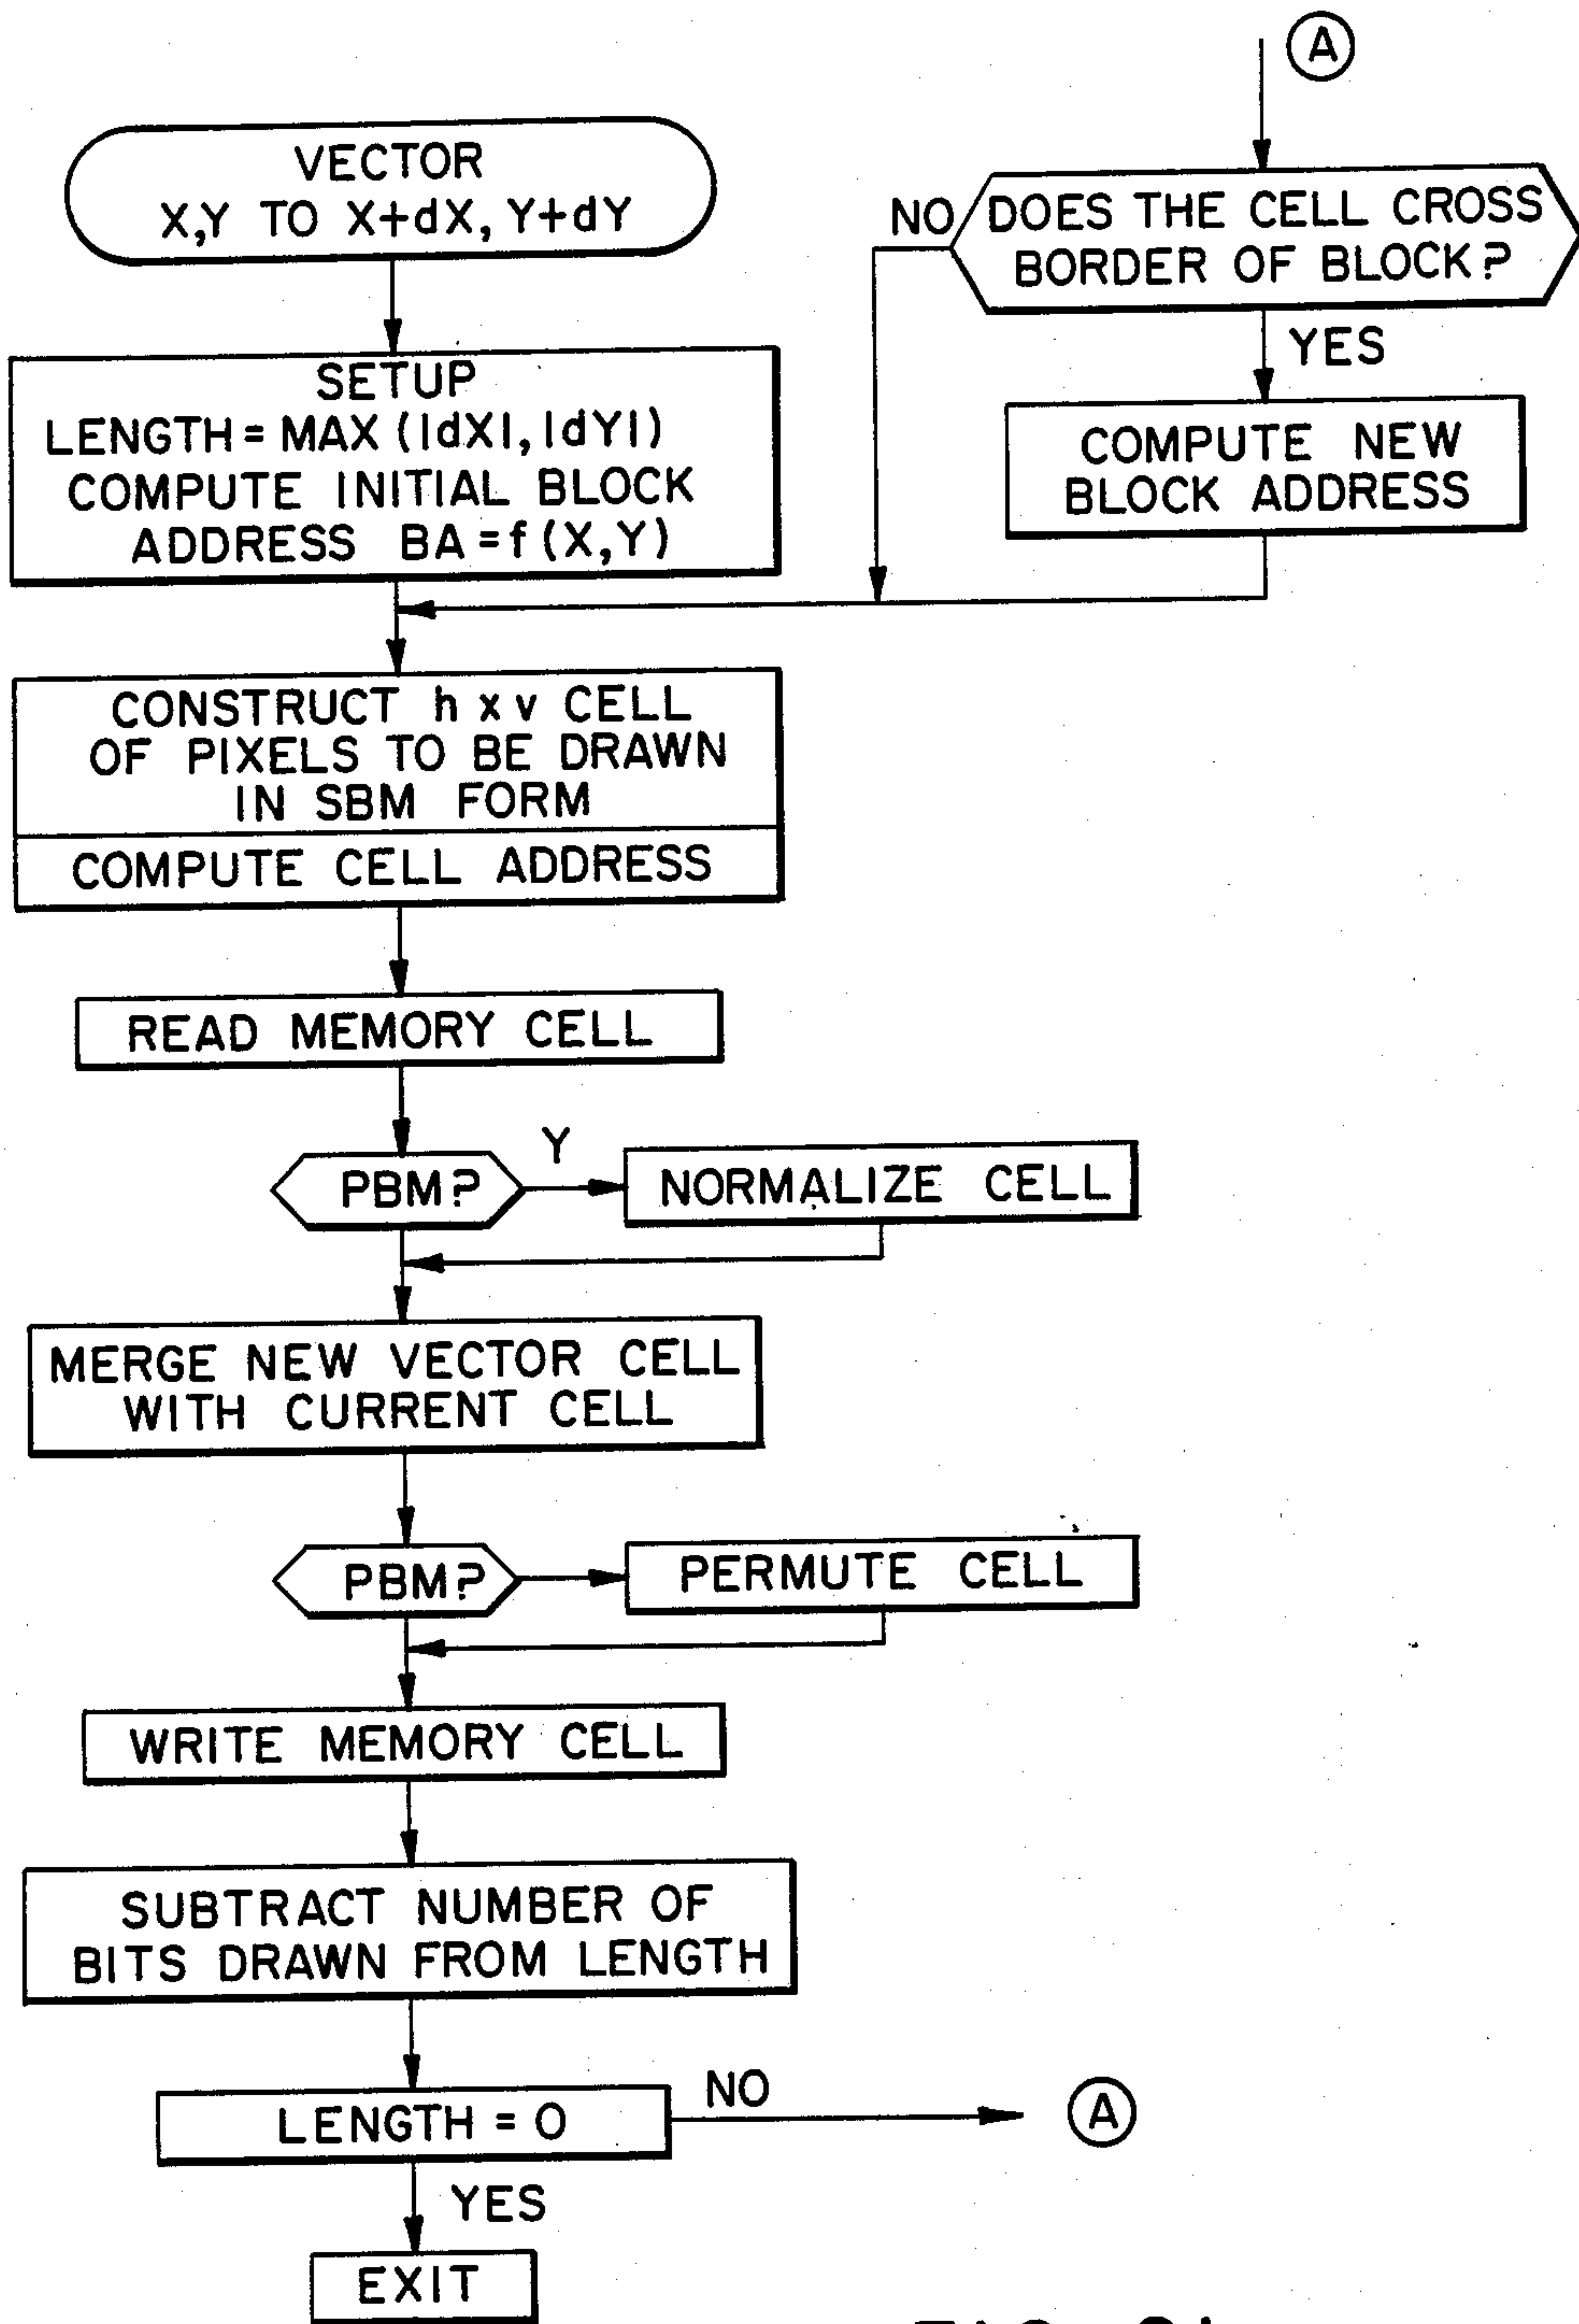 VECTOR
X,Y TO X+dX, Y+dY
SETUP
LENGTH = MAX (|dX|, |dY|)
COMPUTE INITIAL BLOCK
ADDRESS BA = f (X,Y)
CONSTRUCT h x v CELL
OF PIXELS TO BE DRAWN
IN SBM FORM
COMPUTE CELL ADDRESS
READ MEMORY CELL
PBM?
Y
NORMALIZE CELL
MERGE NEW VECTOR CELL
WITH CURRENT CELL
PBM?
PERMUTE CELL
WRITE MEMORY CELL
SUBTRACT NUMBER OF
BITS DRAWN FROM LENGTH
LENGTH = 0
NO
A
YES
EXIT
A
NO
DOES THE CELL CROSS
BORDER OF BLOCK?
YES
COMPUTE NEW
BLOCK ADDRESS